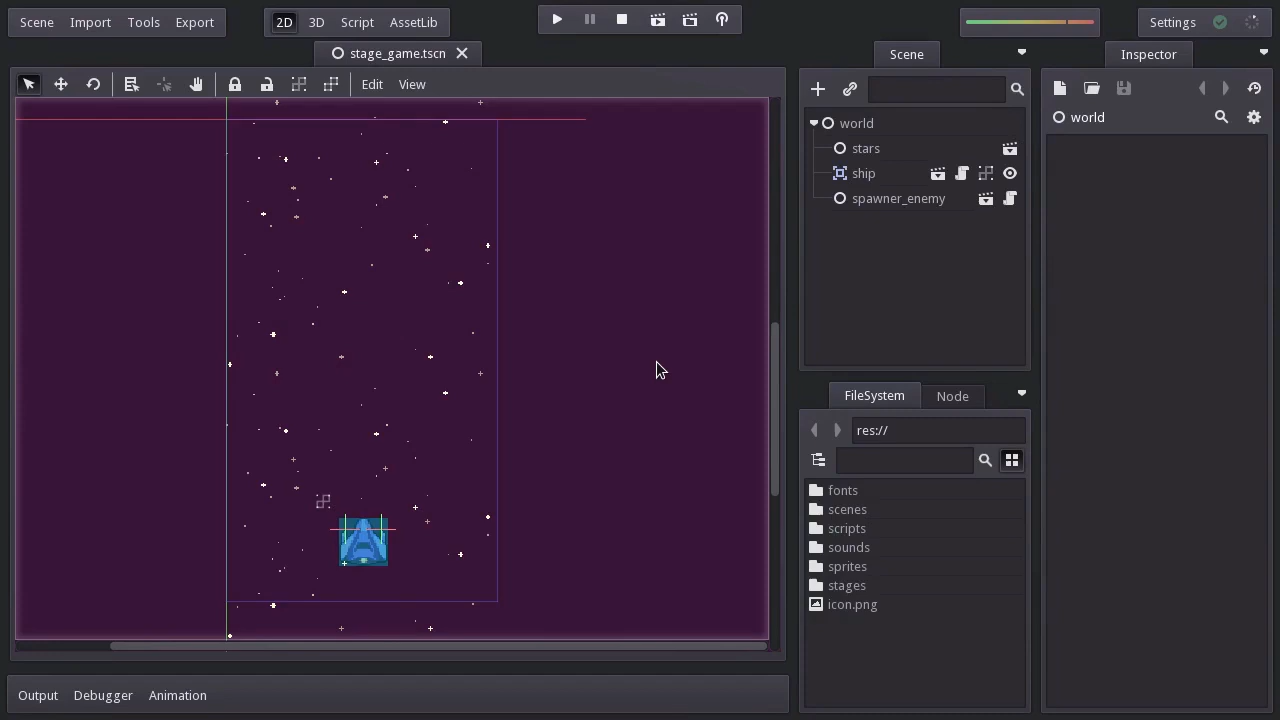 Scene Import Tools Export 2D 3D Script AssetLib Settings
stage_game.tscn
Scene
Inspector
Edit View
world
stars
ship
spawner_enemy
world
FileSystem Node
res://
fonts
scenes
scripts
sounds
sprites
stages
icon.png
Output Debugger Animation